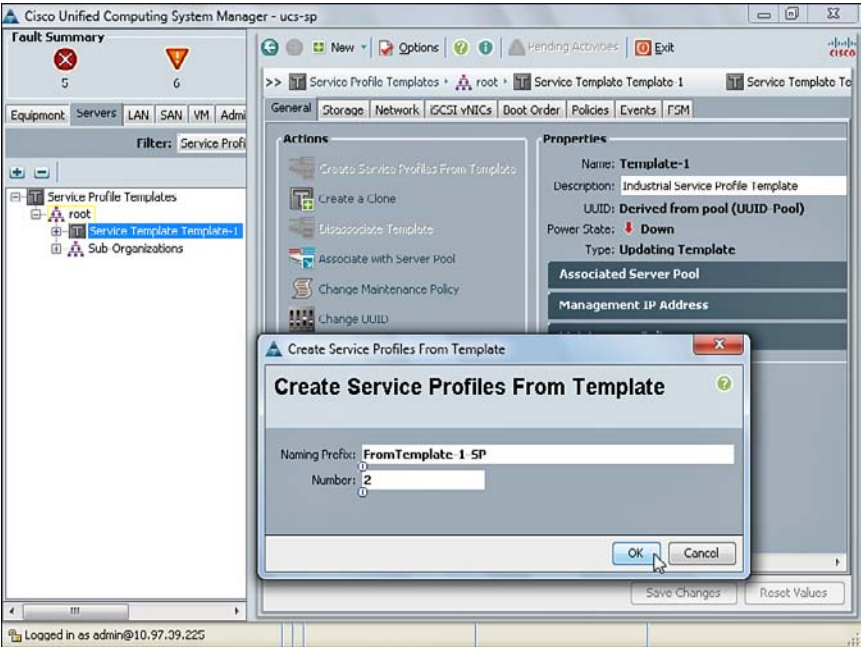 Cisco Unified Computing System Manager - ucs-sp
Fault Summary
5 6
New Options Pending Activities Exit
CISCO
>> Service Profile Templates root Service Template Template-1 Service Template Te
Equipment Servers LAN SAN VM Admi
General Storage Network iSCSI vNICs Boot Order Policies Events FSM
Filter: Service Profi
Service Profile Templates
root
Service Template Template-1
Sub-Organizations
Actions
Create Service Profiles From Template
Create a Clone
Disassociate Template
Associate with Server Pool
Change Maintenance Policy
Change UUID
Properties
Name: Template-1
Description: Industrial Service Profile Template
UUID: Derived from pool (UUID-Pool)
Power State: Down
Type: Updating Template
Associated Server Pool
Management IP Address
Create Service Profiles From Template
Create Service Profiles From Template
Naming Prefix: FromTemplate-1-SP
Number: 2
OK Cancel
Save Changes Reset Values
Logged in as admin@10.97.39.225